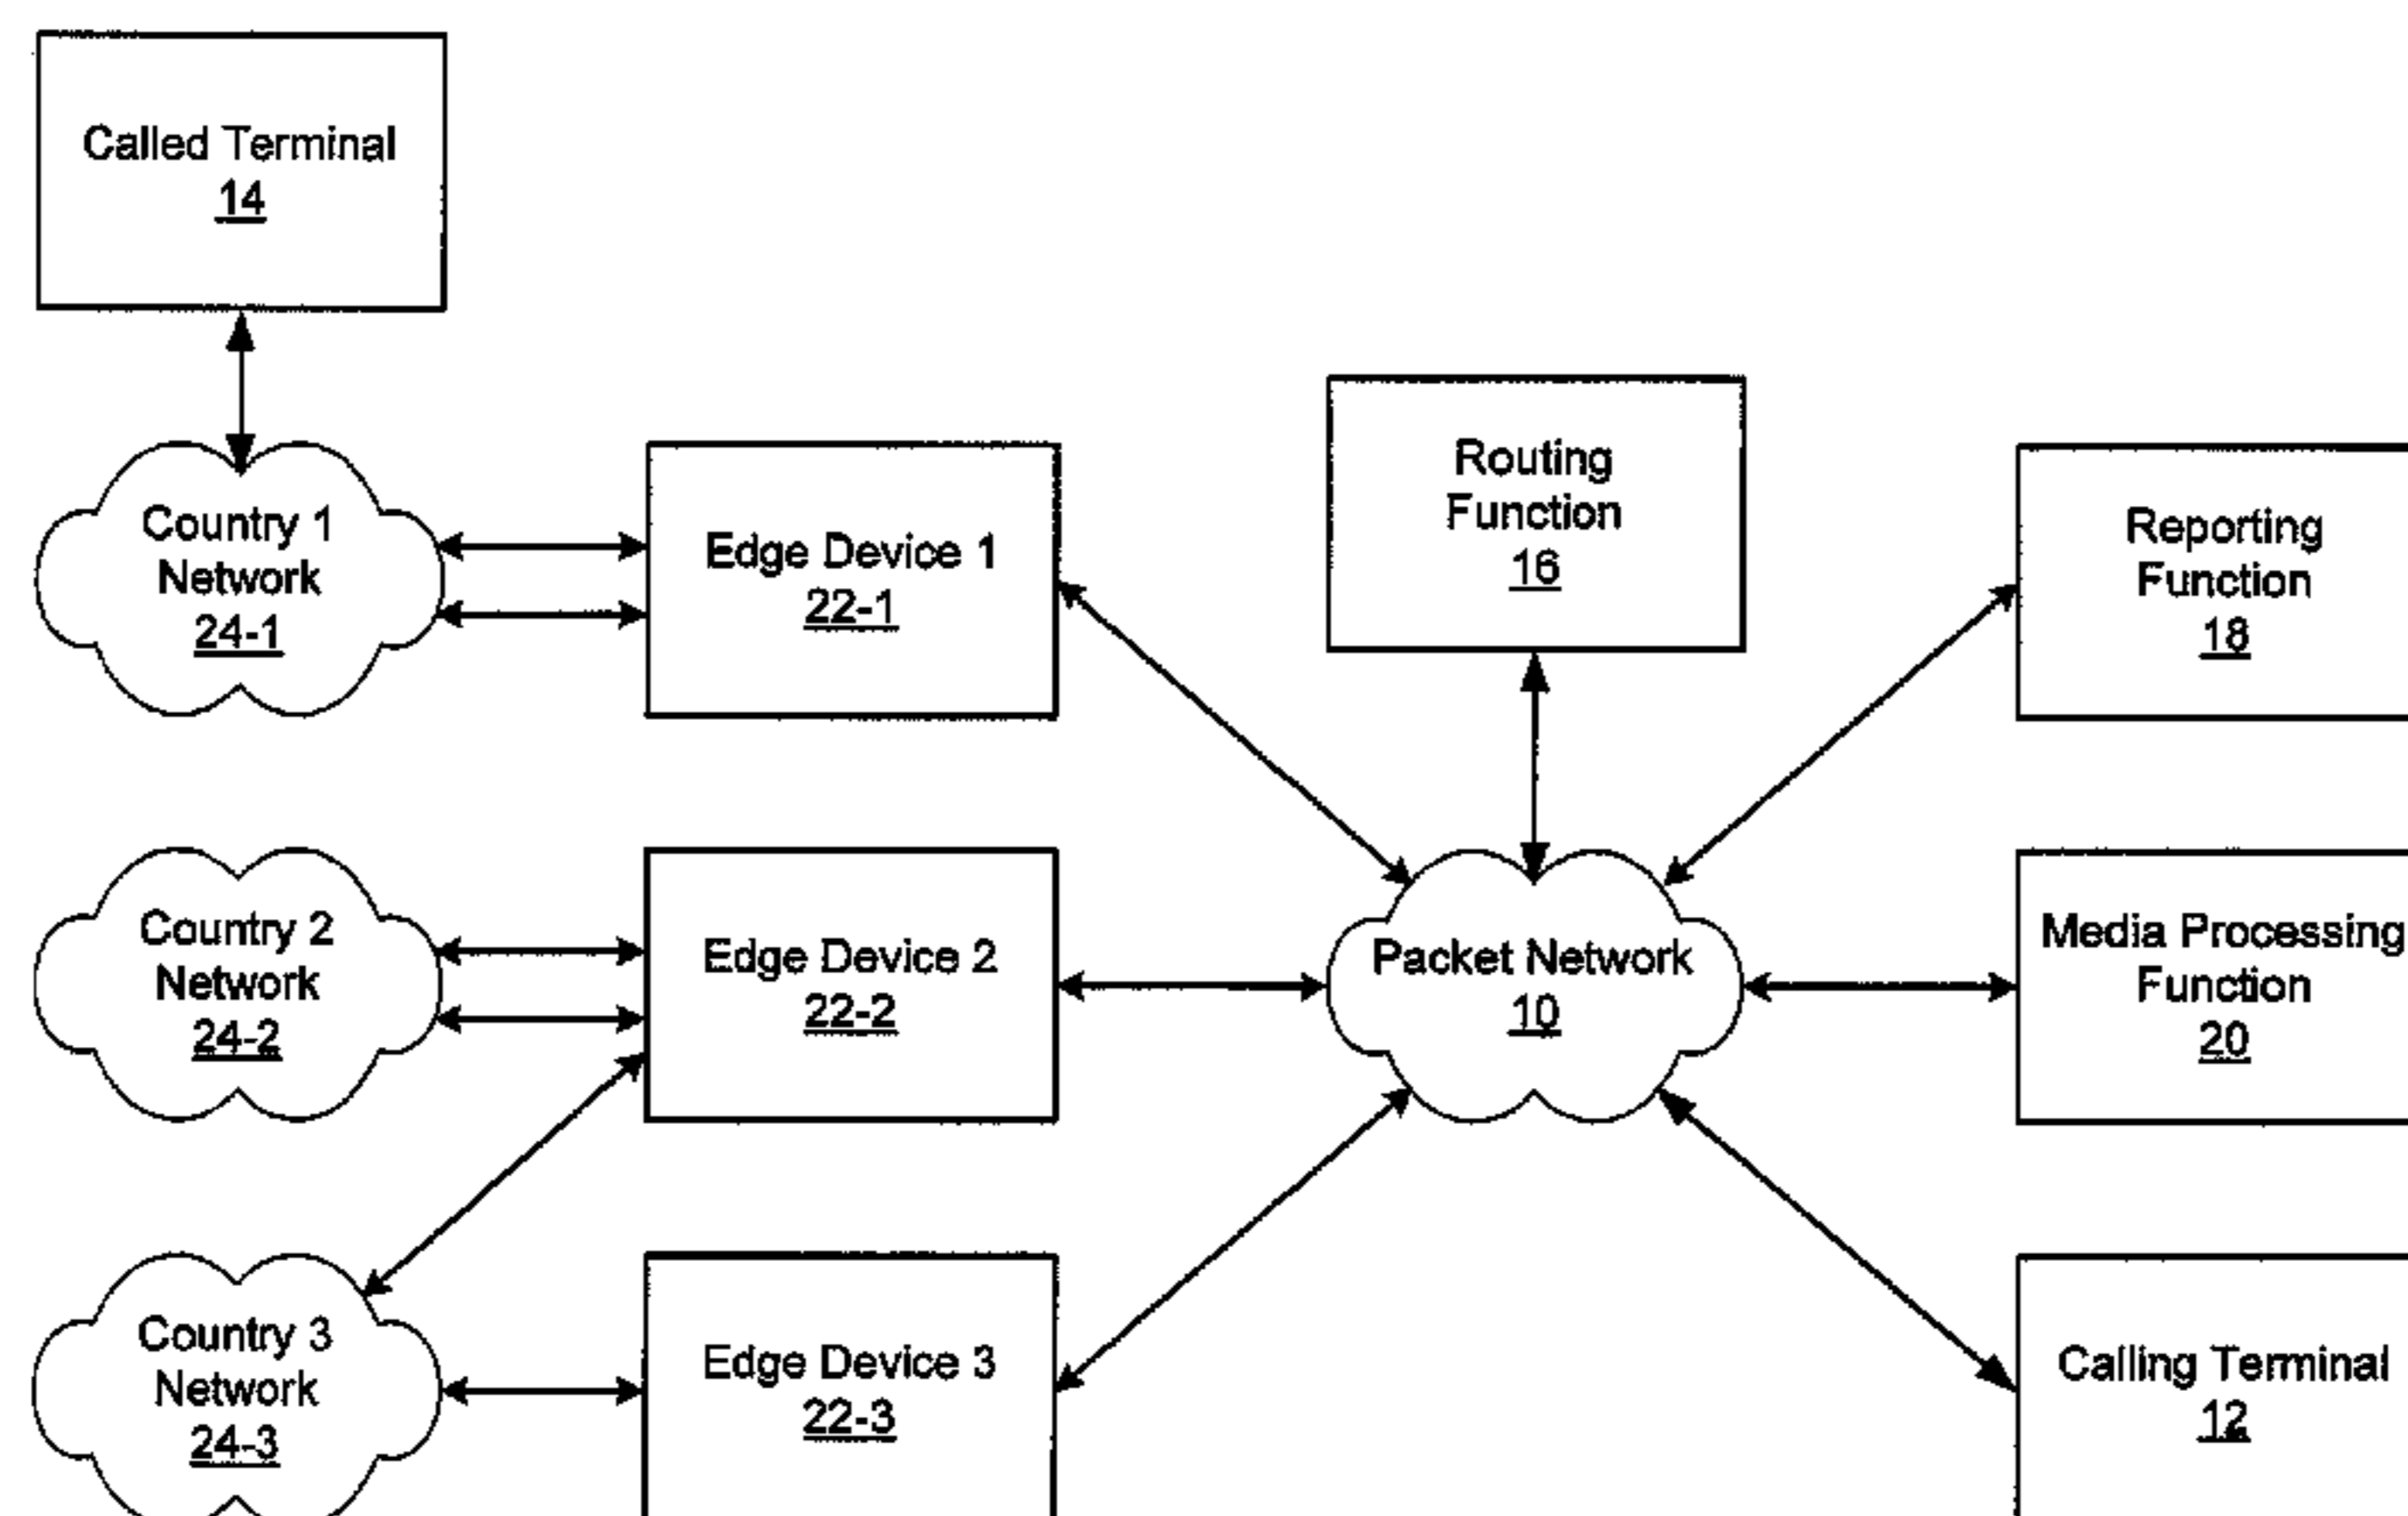 Called Terminal
14
Country 1
Network
24-1
Edge Device 1
22-1
Routing
Function
16
Reporting
Function
18
Country 2
Network
24-2
Edge Device 2
22-2
Packet Network
10
Media Processing
Function
20
Country 3
Network
24-3
Edge Device 3
22-3
Calling Terminal
12